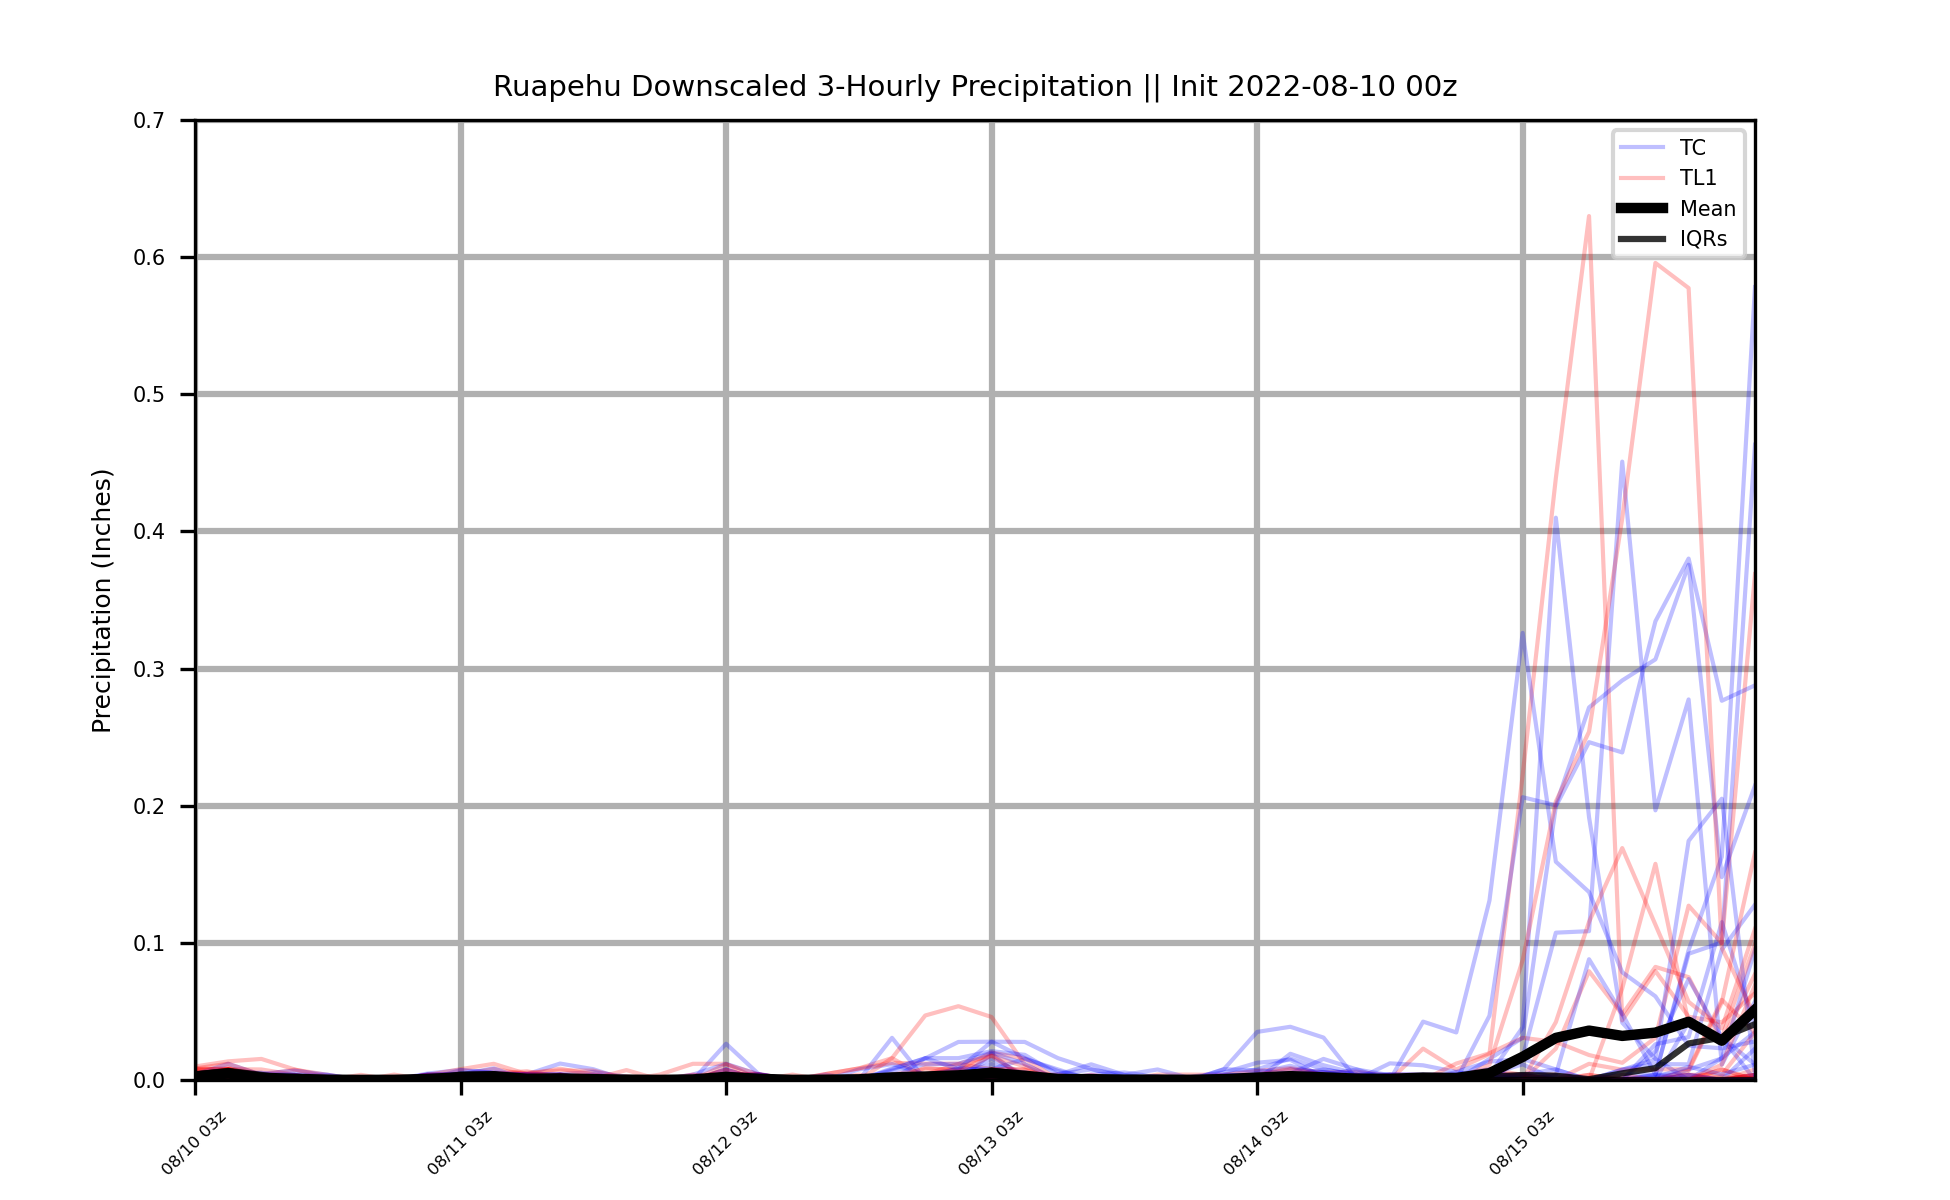 Ruapehu Downscaled 3-Hourly Precipitation || Init 2022-08-10 00z
0.7
0.6
0.5
0.4
0.3
0.2
0.1
0.0
Precipitation (Inches)
TC
TL1
Mean
IQRs
08/10 03z
08/11 03z
08/12 03z
08/13 03z
08/14 03z
08/15 03z